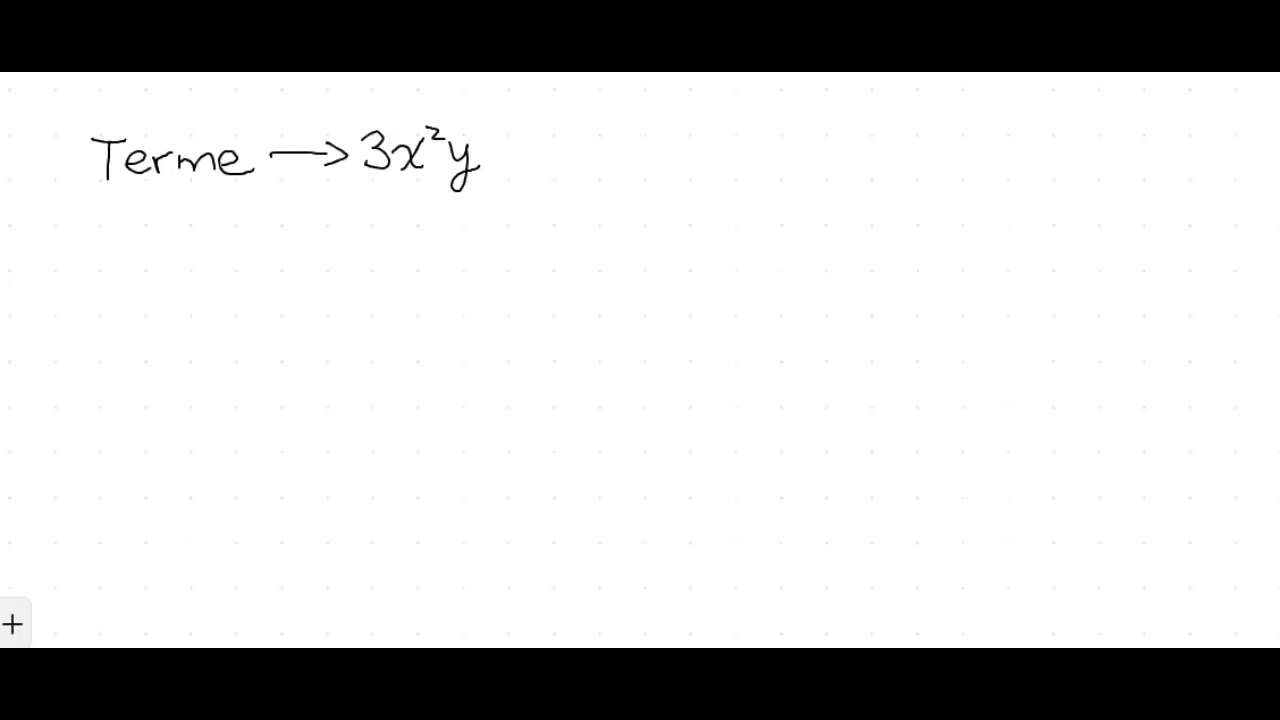 Terme → 3x²y
+